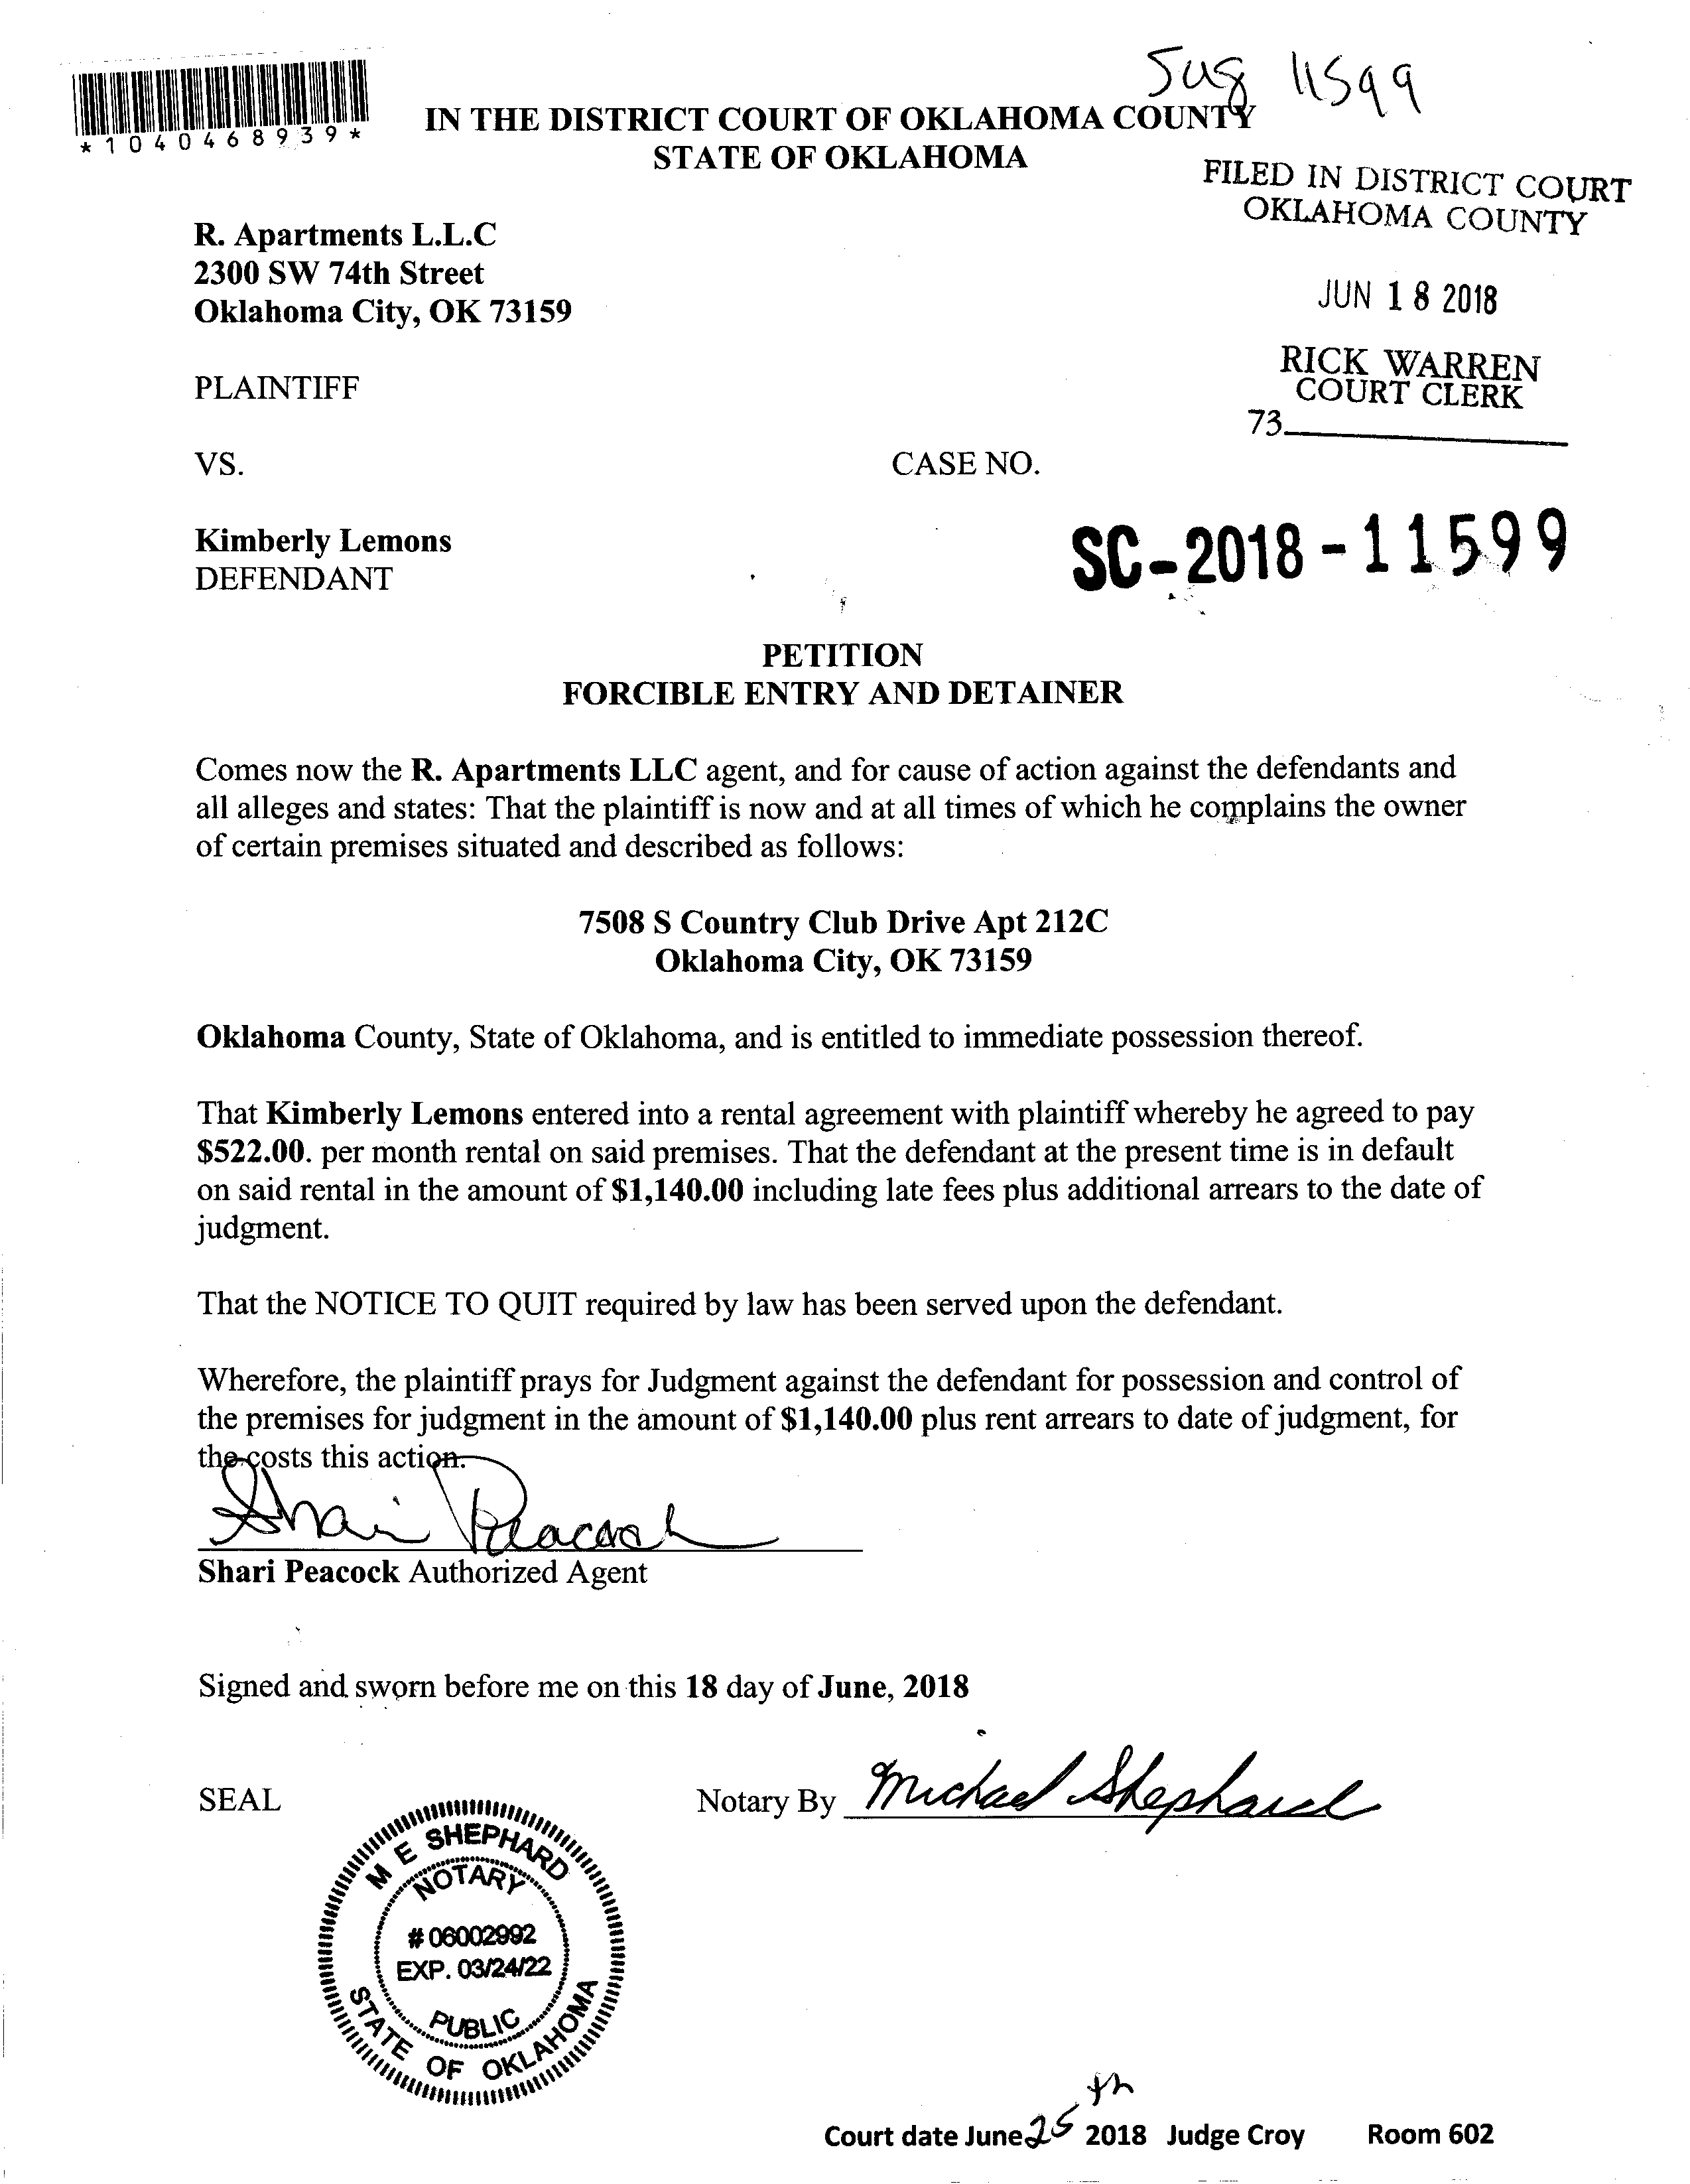 11599
*1040468939*
IN THE DISTRICT COURT OF OKLAHOMA COUNTY
STATE OF OKLAHOMA
FILED IN DISTRICT COURT
OKLAHOMA COUNTY
R. Apartments L.L.C
2300 SW 74th Street
Oklahoma City, OK 73159
JUN 18 2018
RICK WARREN
COURT CLERK
PLAINTIFF
73
VS.
CASE NO.
Kimberly Lemons
DEFENDANT
SC-2018-11599
PETITION
FORCIBLE ENTRY AND DETAINER
Comes now the R. Apartments LLC agent, and for cause of action against the defendants and
all alleges and states: That the plaintiff is now and at all times of which he complains the owner
of certain premises situated and described as follows:
7508 S Country Club Drive Apt 212C
Oklahoma City, OK 73159
Oklahoma County, State of Oklahoma, and is entitled to immediate possession thereof.
That Kimberly Lemons entered into a rental agreement with plaintiff whereby he agreed to pay
$522.00. per month rental on said premises. That the defendant at the present time is in default
on said rental in the amount of $1,140.00 including late fees plus additional arrears to the date of
judgment.
That the NOTICE TO QUIT required by law has been served upon the defendant.
Wherefore, the plaintiff prays for Judgment against the defendant for possession and control of
the premises for judgment in the amount of $1,140.00 plus rent arrears to date of judgment, for
the costs this action.
Shari Peacock
Shari Peacock Authorized Agent
Signed and sworn before me on this 18 day of June, 2018
SEAL
Notary By Michael Shephard
M E SHEPHARD
NOTARY
# 06002992
EXP. 03/24/22
PUBLIC
STATE OF OKLAHOMA
Court date June 25th 2018 Judge Croy Room 602